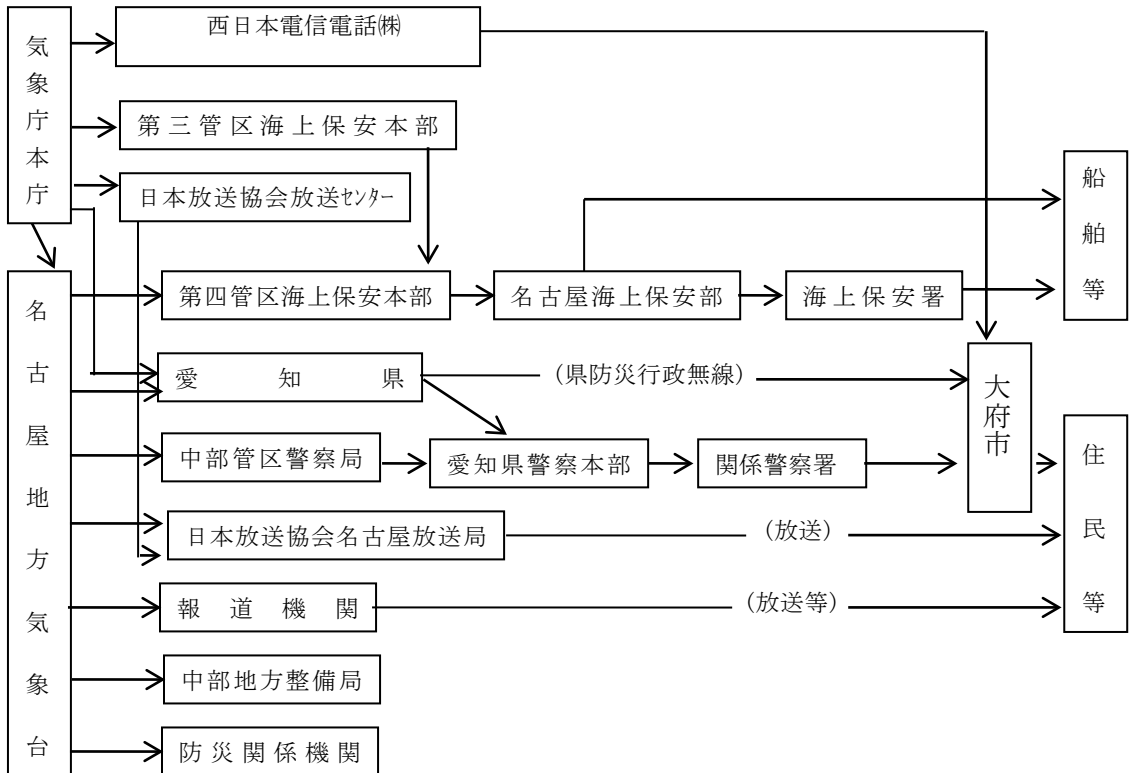 気象庁本庁
西日本電信電話㈱
第三管区海上保安本部
日本放送協会放送ｾﾝﾀｰ
船舶等
名古屋地方気象台
第四管区海上保安本部
名古屋海上保安部
海上保安署
愛知県
(県防災行政無線)
大府市
中部管区警察局
愛知県警察本部
関係警察署
住民等
日本放送協会名古屋放送局
(放送)
報道機関
(放送等)
中部地方整備局
防災関係機関